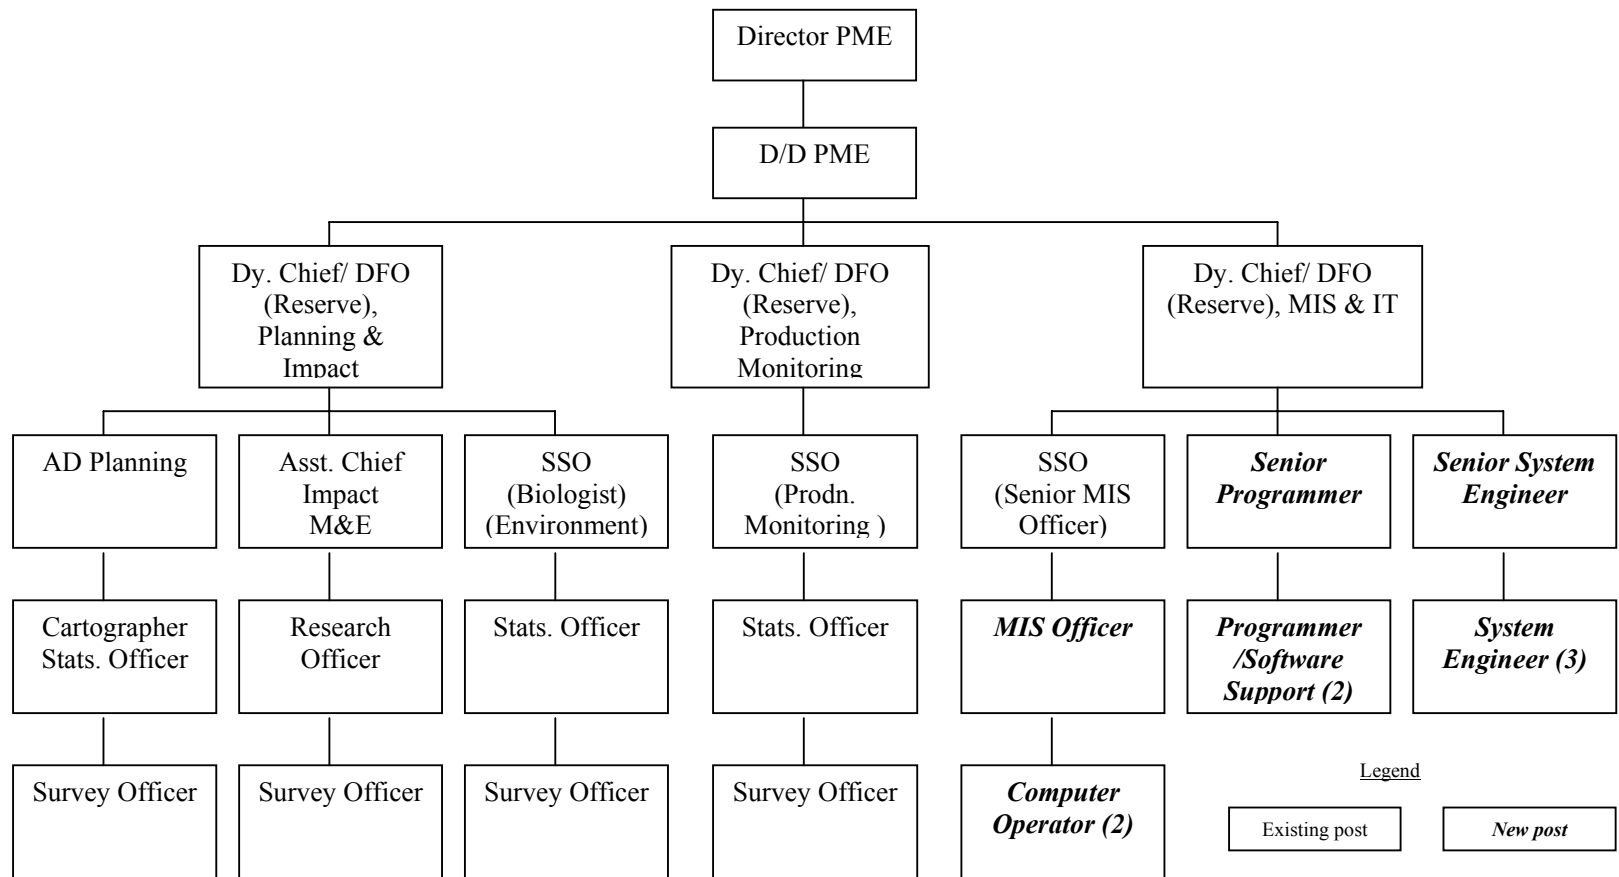 Director PME
D/D PME
Dy. Chief/ DFO
(Reserve),
Planning &
Impact
Dy. Chief/ DFO
(Reserve),
Production
Monitoring
Dy. Chief/ DFO
(Reserve), MIS & IT
AD Planning
Asst. Chief
Impact
M&E
SSO
(Biologist)
(Environment)
SSO
(Prodn.
Monitoring )
SSO
(Senior MIS
Officer)
Senior
Programmer
Senior System
Engineer
Cartographer
Stats. Officer
Research
Officer
Stats. Officer
Stats. Officer
MIS Officer
Programmer
/Software
Support (2)
System
Engineer (3)
Survey Officer
Survey Officer
Survey Officer
Survey Officer
Computer
Operator (2)
Legend
Existing post
New post